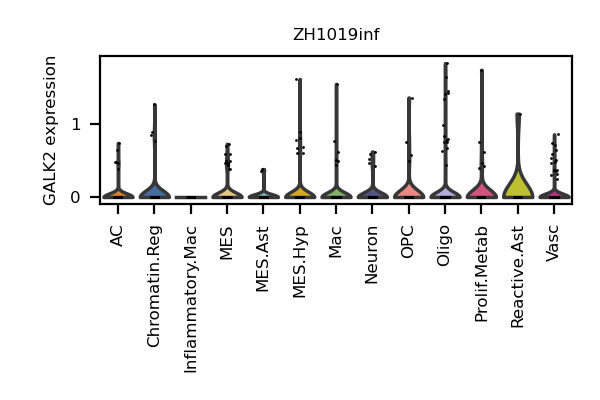 ZH1019inf
GALK2 expression
1
0
AC
Chromatin.Reg
Inflammatory.Mac
MES
MES.Ast
MES.Hyp
Mac
Neuron
OPC
Oligo
Prolif.Metab
Reactive.Ast
Vasc